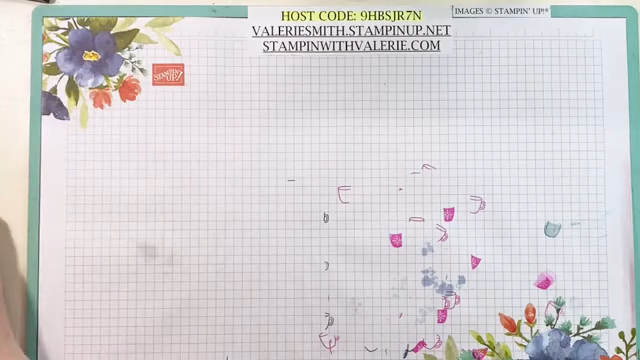 HOST CODE: 9HBSJR7N
IMAGES © STAMPIN' UP!®
VALERIESMITH.STAMPINUP.NET
STAMPINWITHVALERIE.COM
STAMPIN' UP!